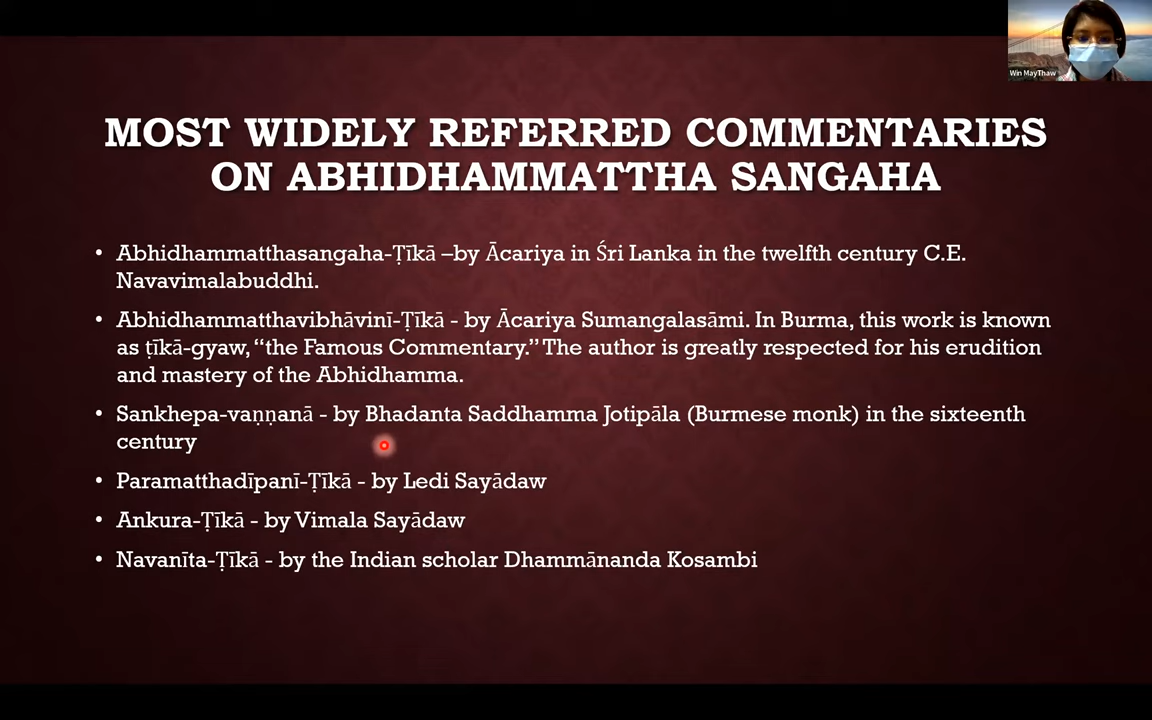 Win MayThaw
MOST WIDELY REFERRED COMMENTARIES
ON ABHIDHAMMATTHA SANGAHA
• Abhidhammatthasangaha-Ṭīkā –by Ācariya in Śri Lanka in the twelfth century C.E.
Navavimalabuddhi.
• Abhidhammatthavibhāvinī-Ṭīkā - by Ācariya Sumangalasāmi. In Burma, this work is known
as ṭīkā-gyaw, “the Famous Commentary.” The author is greatly respected for his erudition
and mastery of the Abhidhamma.
• Sankhepa-vaṇṇanā - by Bhadanta Saddhamma Jotipāla (Burmese monk) in the sixteenth
century
• Paramatthadīpanī-Ṭīkā - by Ledi Sayādaw
• Ankura-Ṭīkā - by Vimala Sayādaw
• Navanīta-Ṭīkā - by the Indian scholar Dhammānanda Kosambi